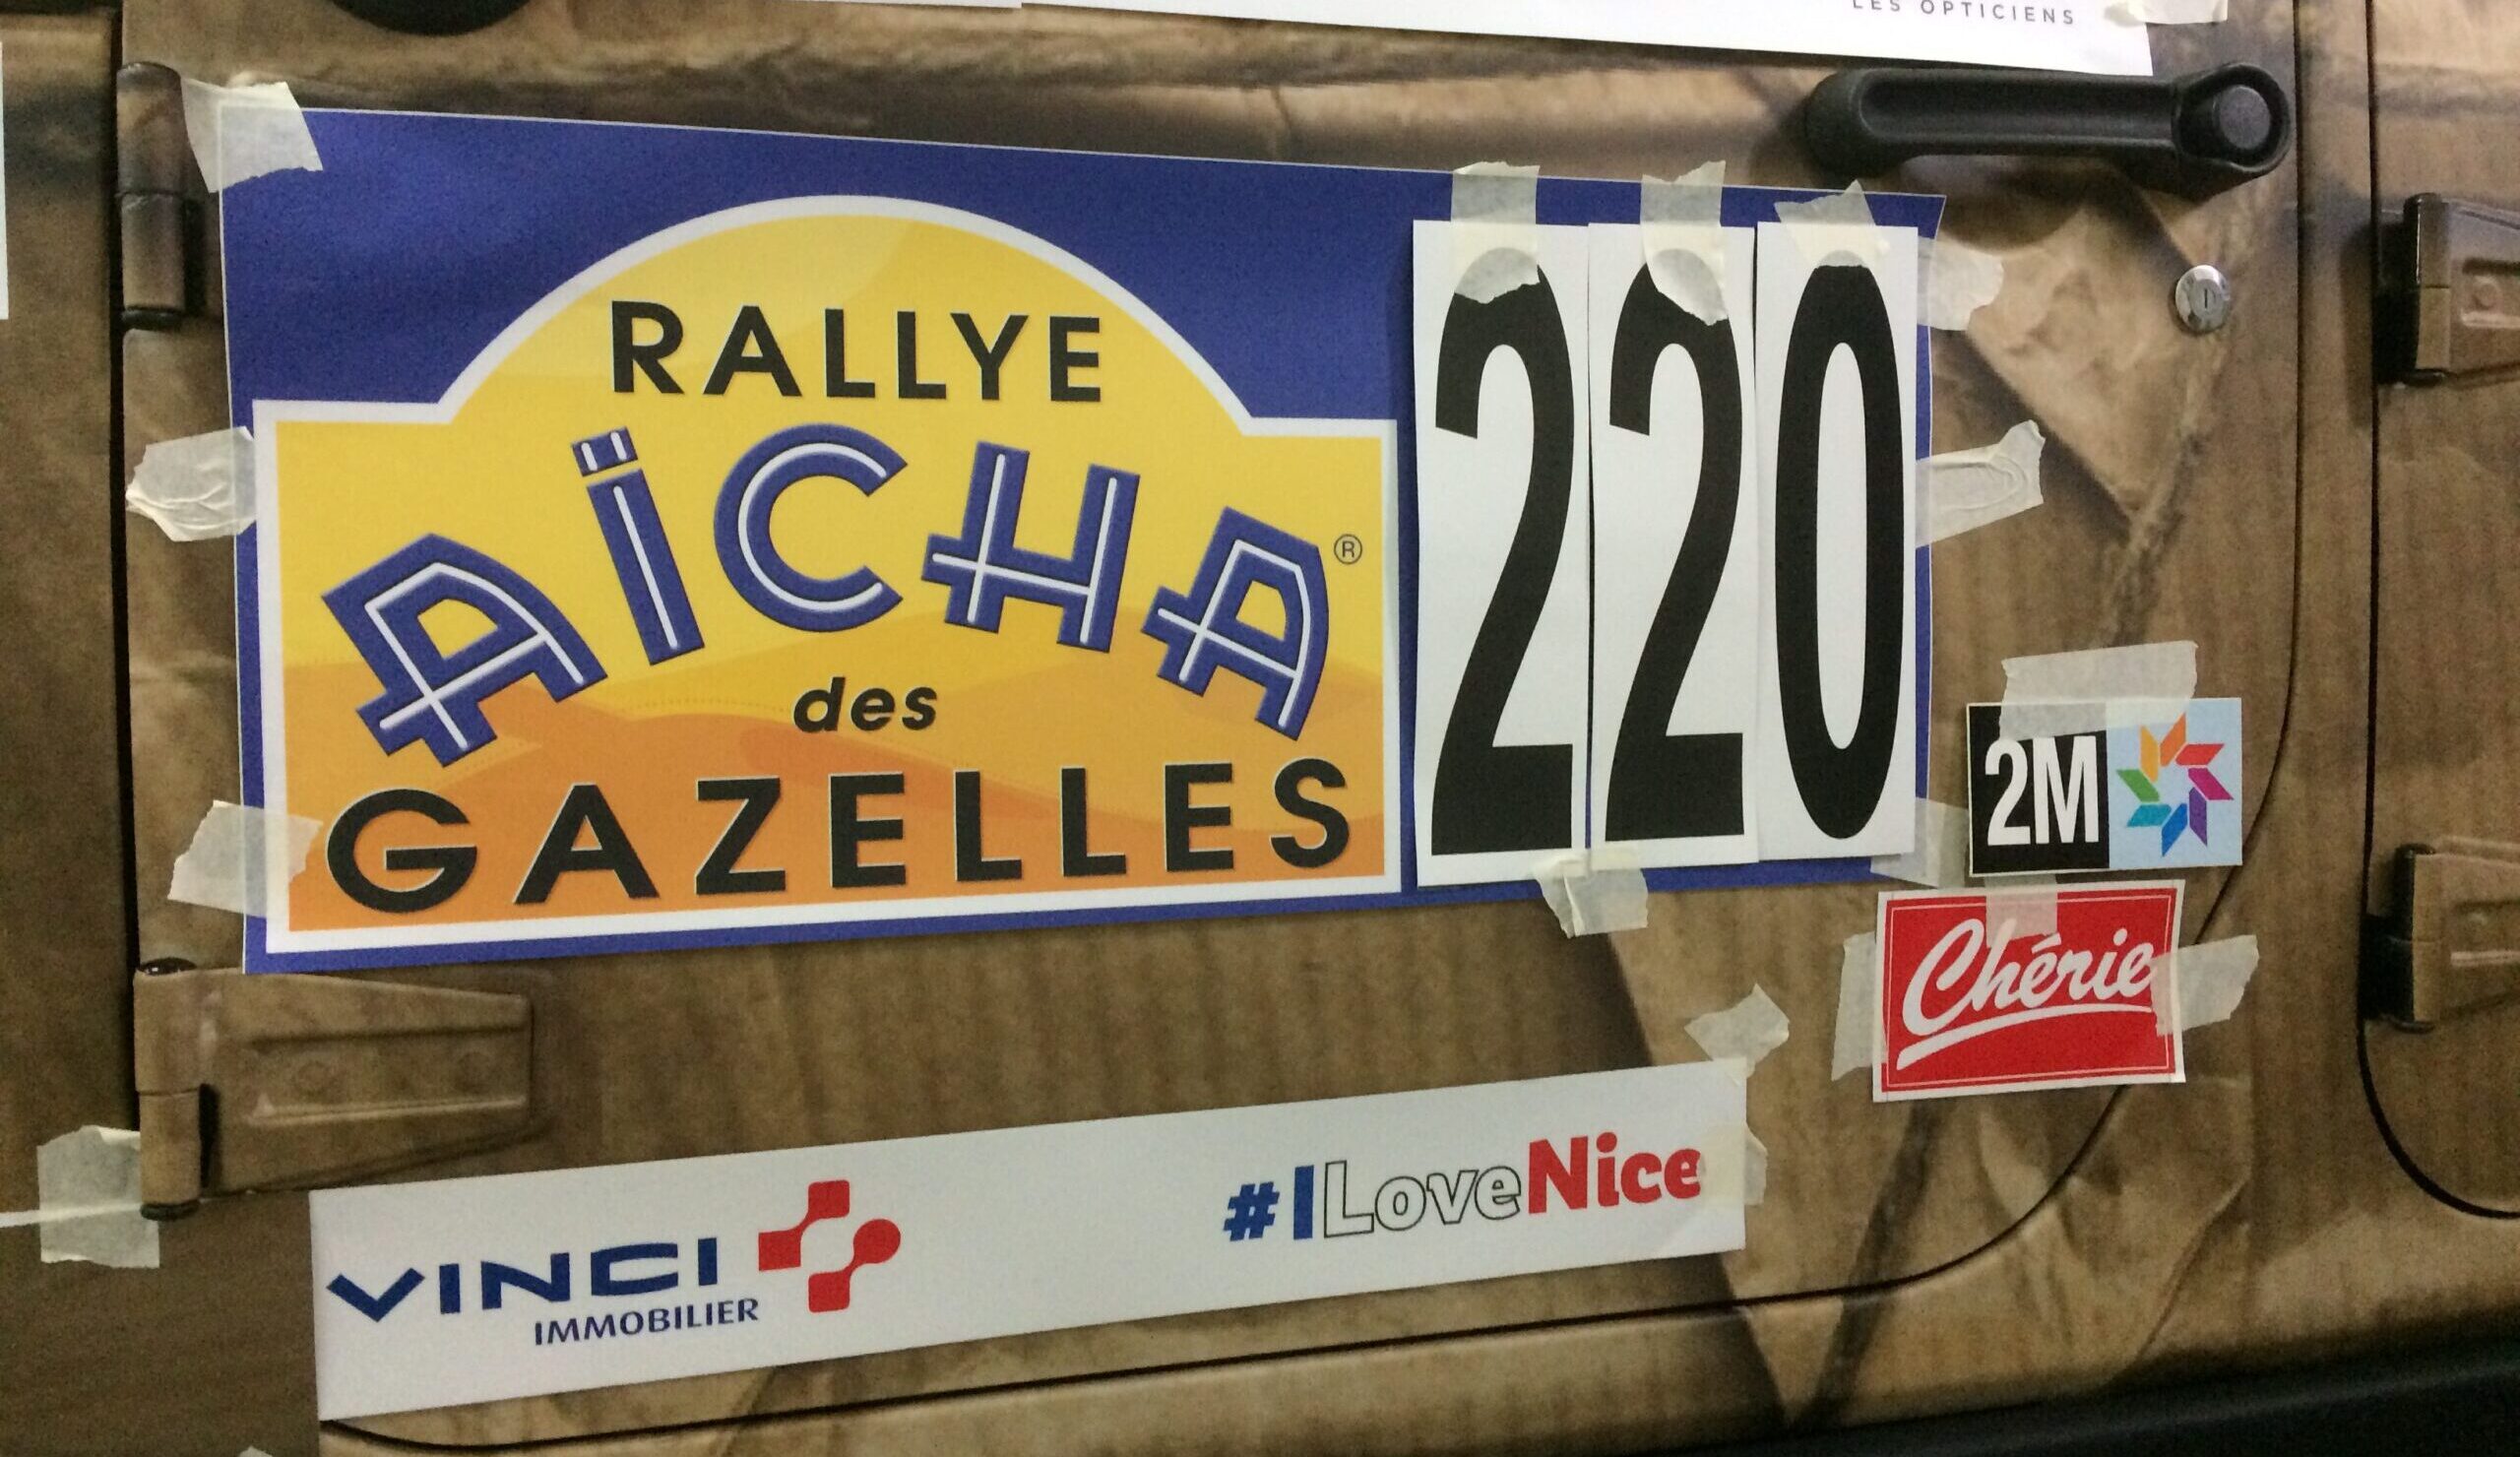 LES OPTICIENS
RALLYE
AÏCHA®
des
GAZELLES
220
2M
Chérie
VINCI
IMMOBILIER
#ILoveNice